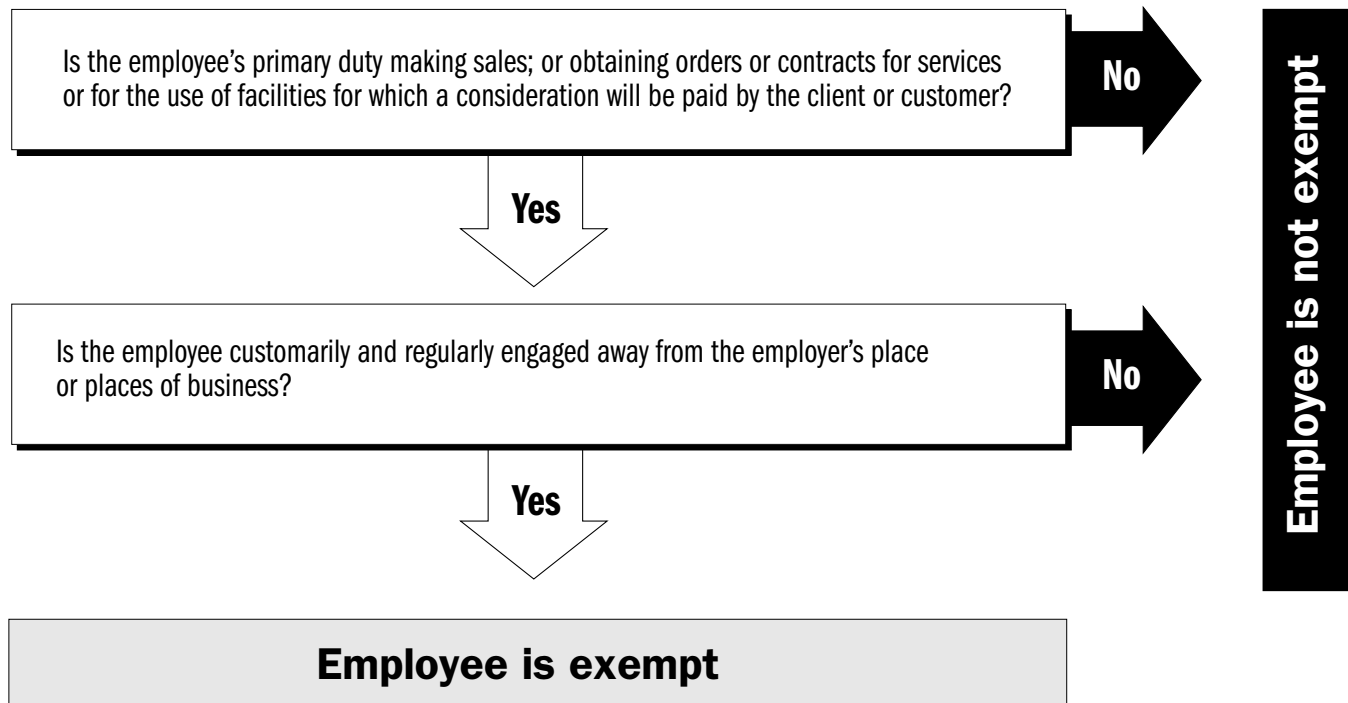 Is the employee’s primary duty making sales; or obtaining orders or contracts for services
or for the use of facilities for which a consideration will be paid by the client or customer?
No
Yes
Is the employee customarily and regularly engaged away from the employer’s place
or places of business?
No
Yes
Employee is exempt
Employee is not exempt